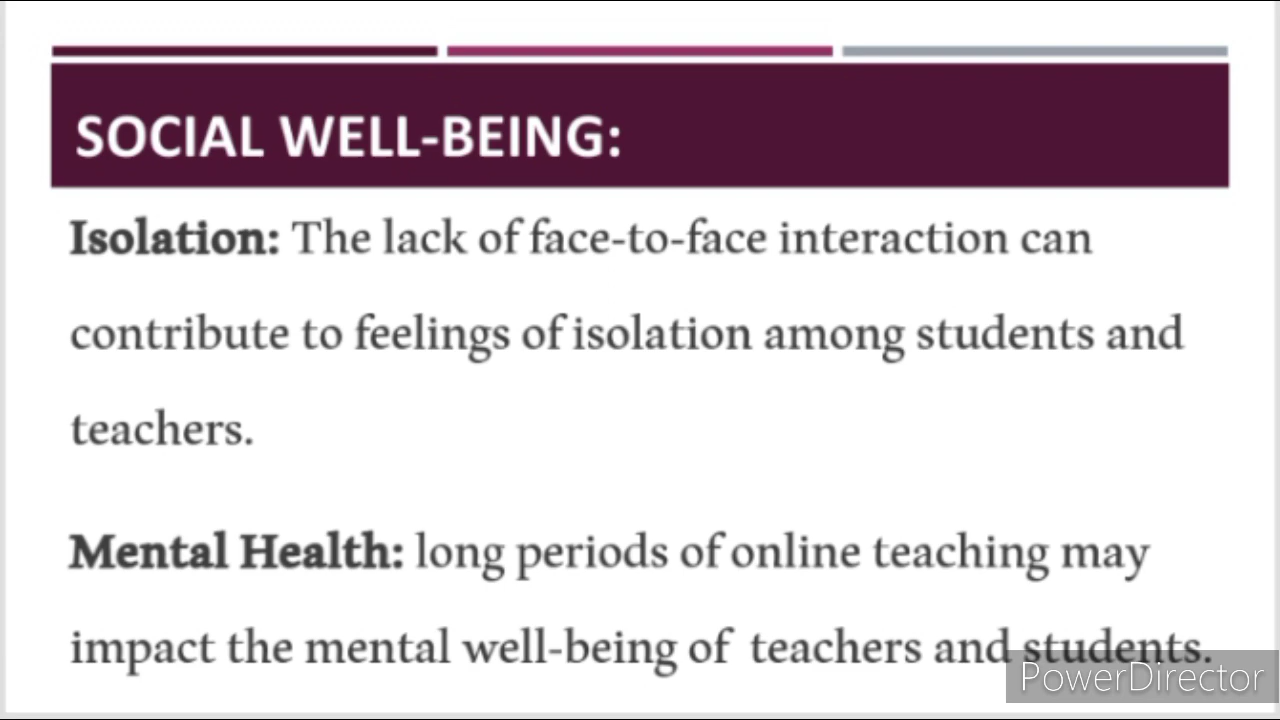 SOCIAL WELL-BEING:
Isolation: The lack of face-to-face interaction can
contribute to feelings of isolation among students and
teachers.
Mental Health: long periods of online teaching may
impact the mental well-being of teachers and students.
PowerDirector